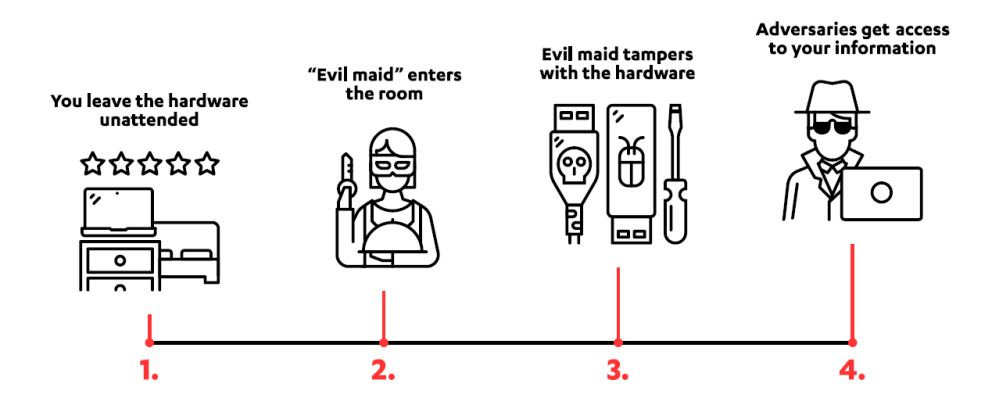 You leave the hardware
unattended
“Evil maid” enters
the room
Evil maid tampers
with the hardware
Adversaries get access
to your information
1.
2.
3.
4.